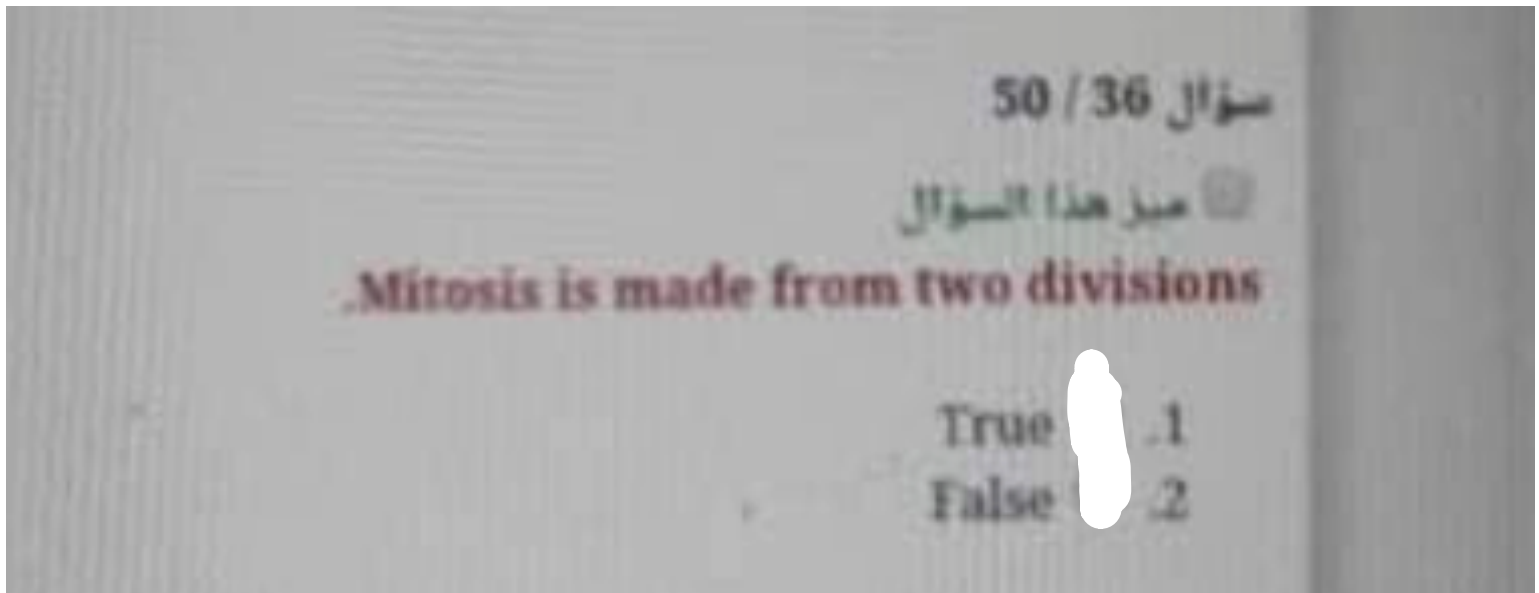 سؤال 36 / 50
ميز هذا السؤال
Mitosis is made from two divisions.
1. True
2. False